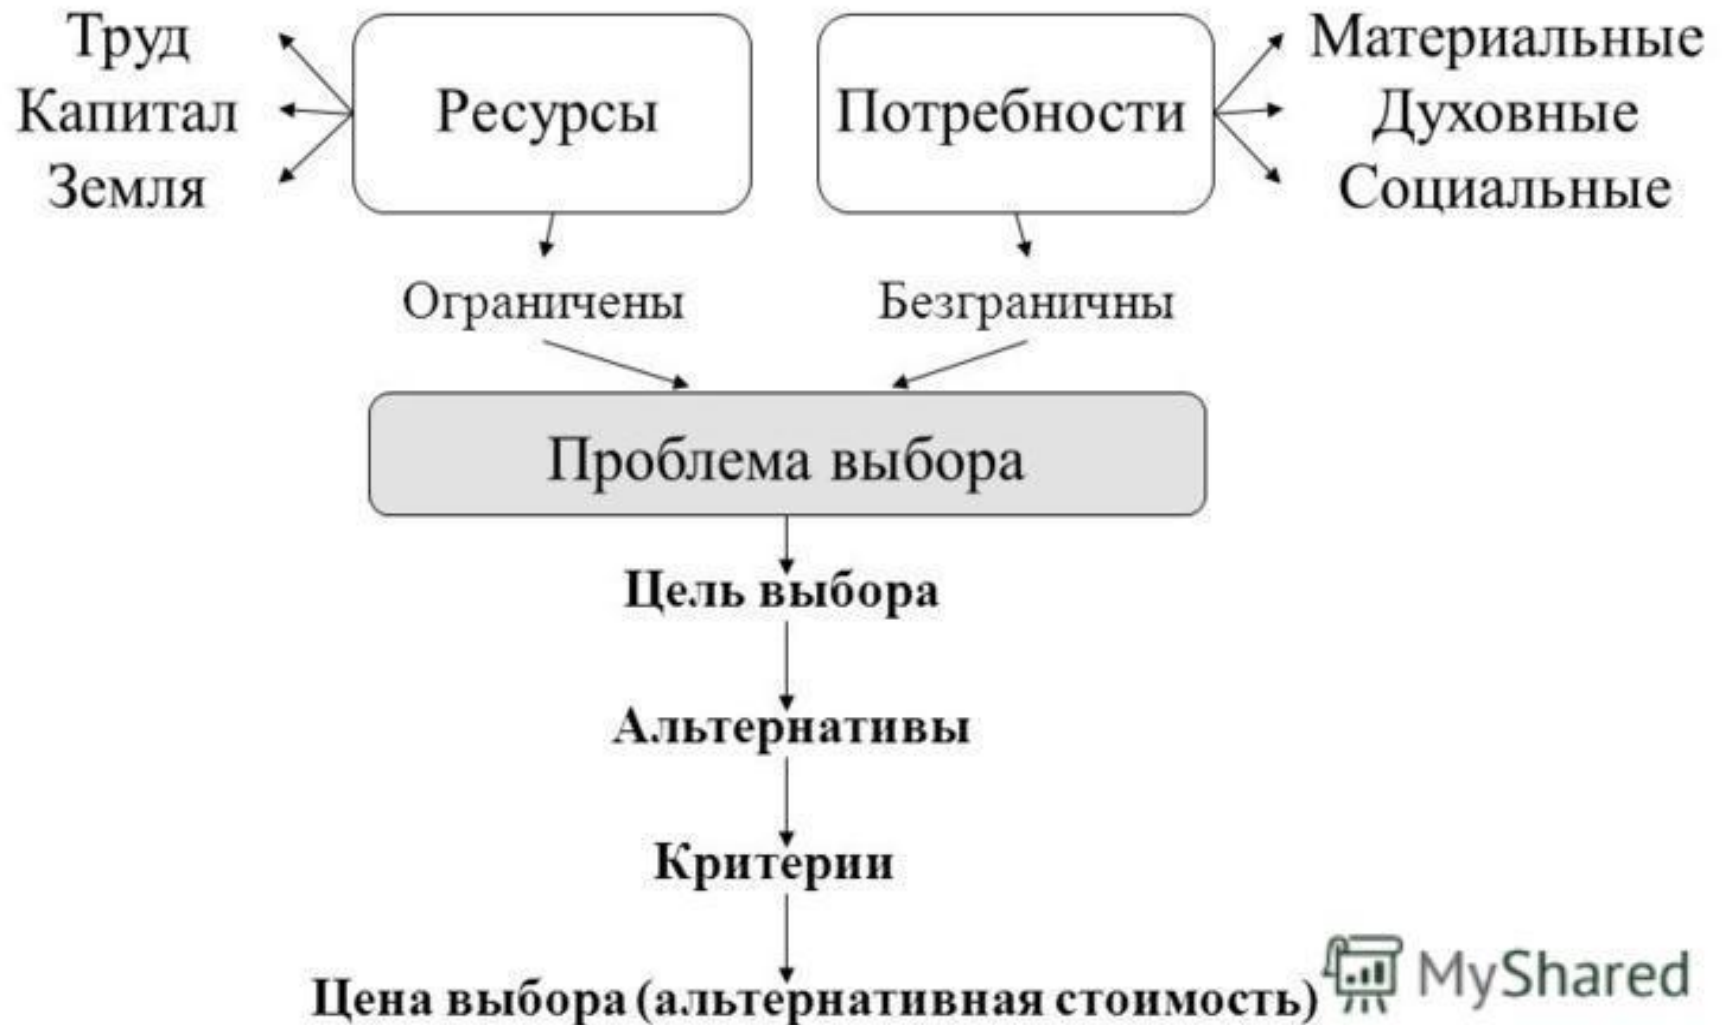 Труд
Капитал
Земля
Ресурсы
Потребности
Материальные
Духовные
Социальные
Ограничены
Безграничны
Проблема выбора
Цель выбора
Альтернативы
Критерии
Цена выбора (альтернативная стоимость)
MyShared